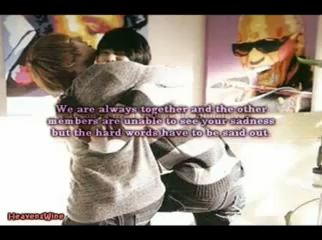 We are always together and the other
members are unable to see your sadness
but the hard words have to be said out.
HeavensWine